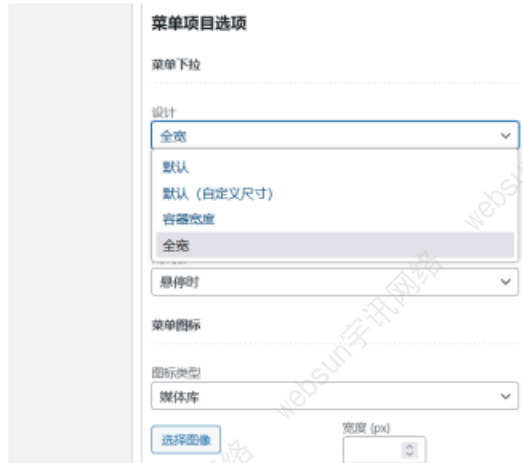 菜单项目选项
菜单下拉
设计
全宽
默认
默认（自定义尺寸）
容器宽度
全宽
悬停时
菜单图标
图标类型
媒体库
选择图像
宽度 (px)
websun宇讯网络